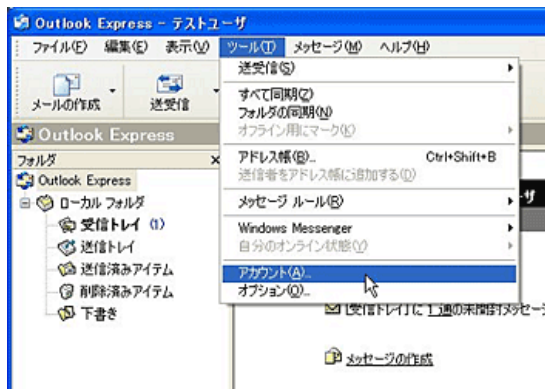 Outlook Express - テストユーザ
ファイル(F) 編集(E) 表示(V) ツール(T) メッセージ(M) ヘルプ(H)
メールの作成 送受信
送受信(S)
すべて同期(Z)
フォルダの同期(N)
オフライン用にマーク(K)
アドレス帳(B)... Ctrl+Shift+B
送信者をアドレス帳に追加する(D)
メッセージ ルール(R)
Windows Messenger
自分のオンライン状態(Y)
アカウント(A)...
オプション(O)...
Outlook Express
フォルダ ×
Outlook Express
ローカル フォルダ
受信トレイ (1)
送信トレイ
送信済みアイテム
削除済みアイテム
下書き
ーザ
[受信トレイ]に 1 通の未開封メッセー
メッセージの作成